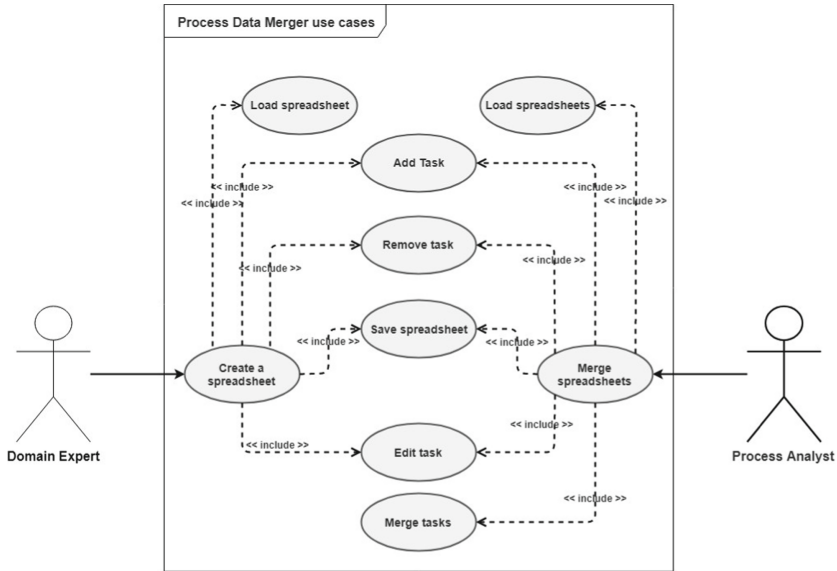 Process Data Merger use cases
Load spreadsheet
Load spreadsheets
Add Task
<< include >>
<< include >>
<< include >>
<< include >>
Remove task
<< include >>
<< include >>
Save spreadsheet
<< include >>
<< include >>
Create a
spreadsheet
Merge
spreadsheets
<< include >>
<< include >>
Edit task
Domain Expert
Process Analyst
<< include >>
Merge tasks